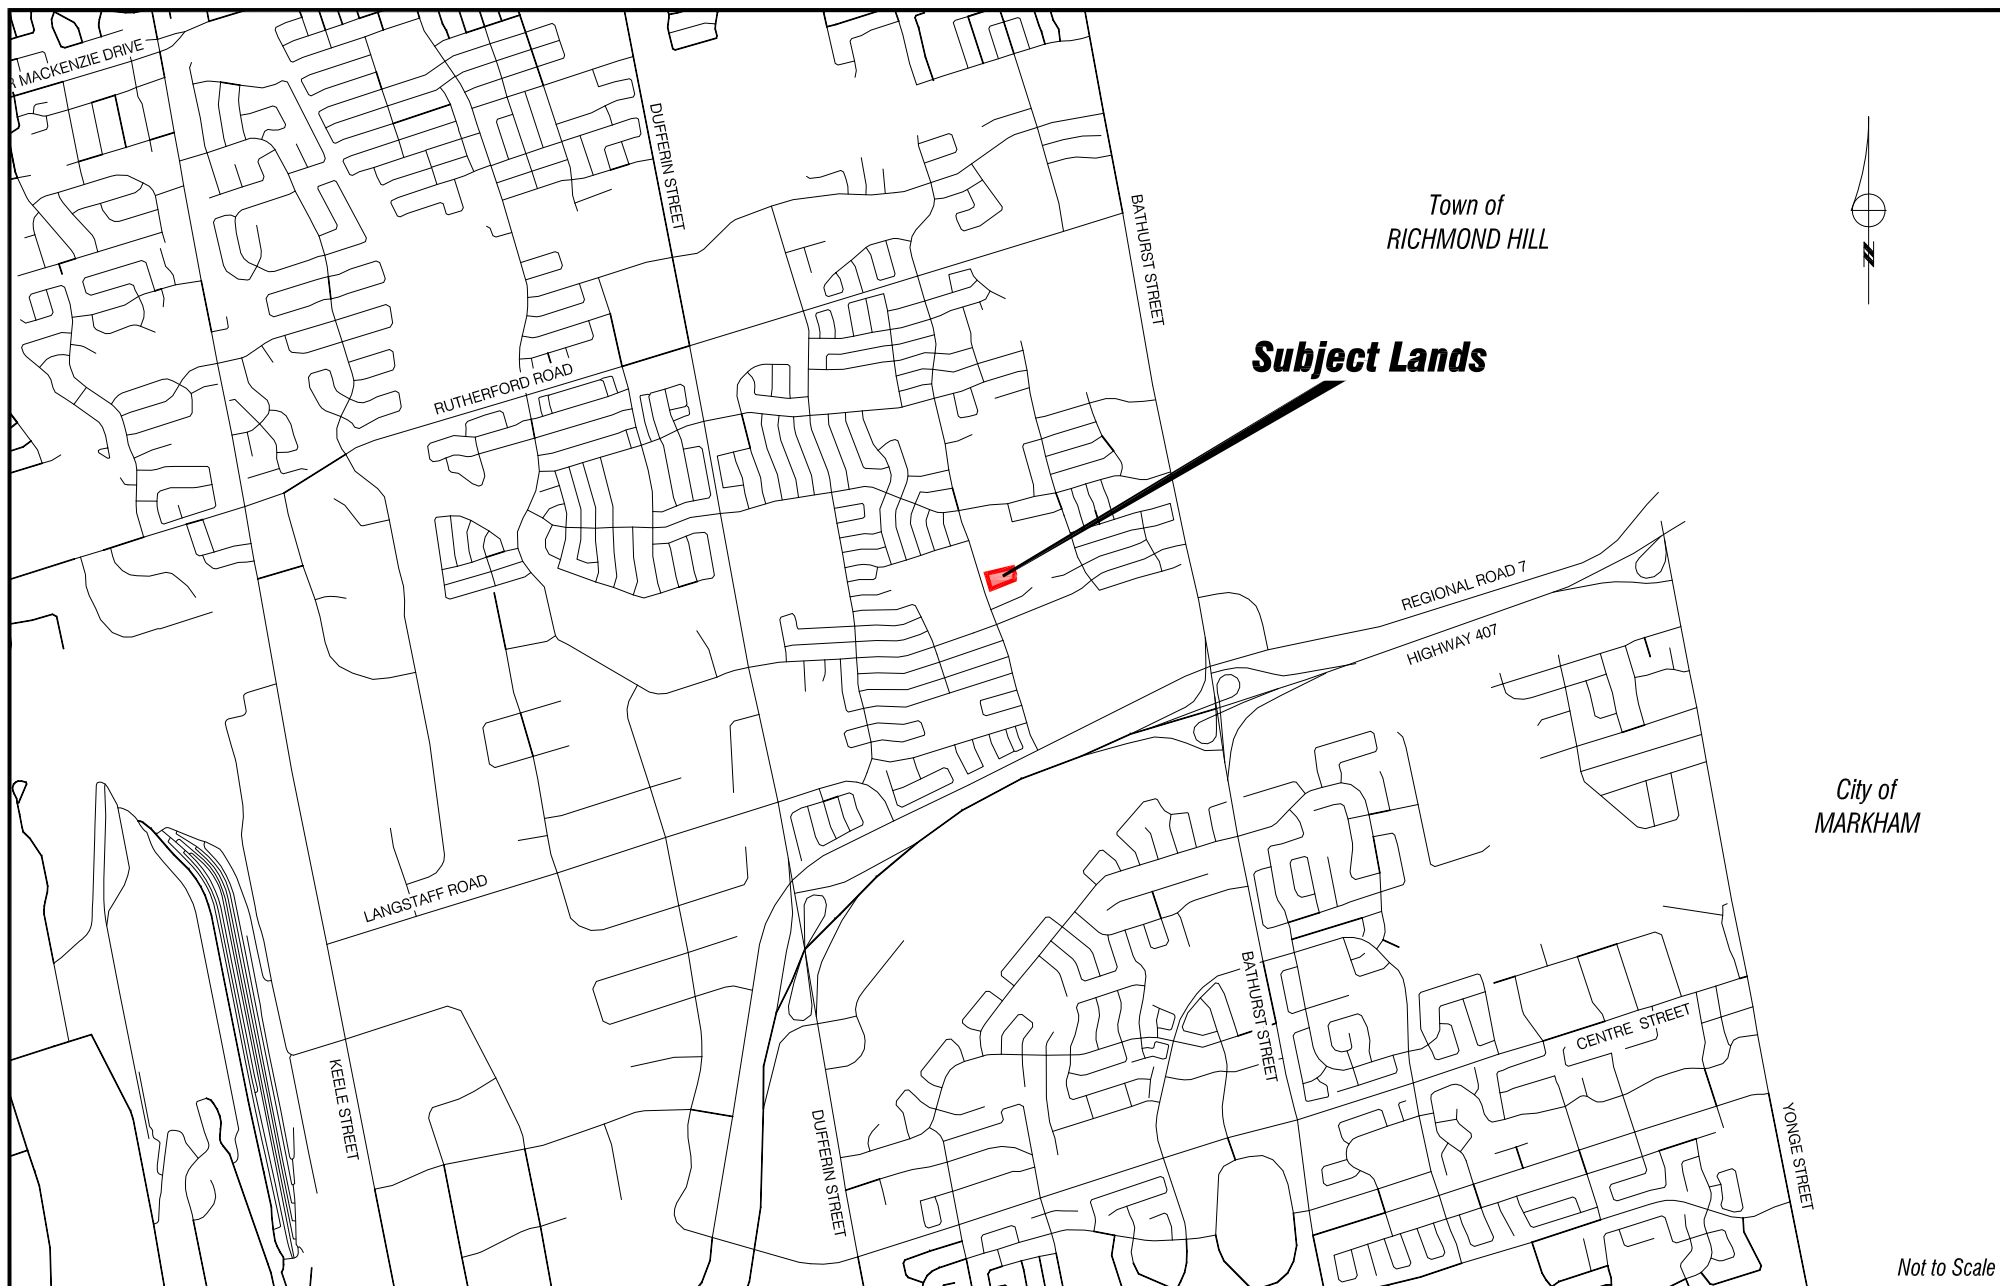 R MACKENZIE DRIVE
DUFFERIN STREET
BATHURST STREET
Town of
RICHMOND HILL
N
Subject Lands
RUTHERFORD ROAD
REGIONAL ROAD 7
HIGHWAY 407
City of
MARKHAM
LANGSTAFF ROAD
BATHURST STREET
CENTRE STREET
KEELE STREET
DUFFERIN STREET
YONGE STREET
Not to Scale